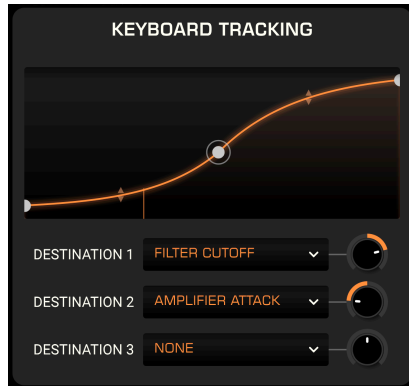 KEYBOARD TRACKING
DESTINATION 1 FILTER CUTOFF
DESTINATION 2 AMPLIFIER ATTACK
DESTINATION 3 NONE